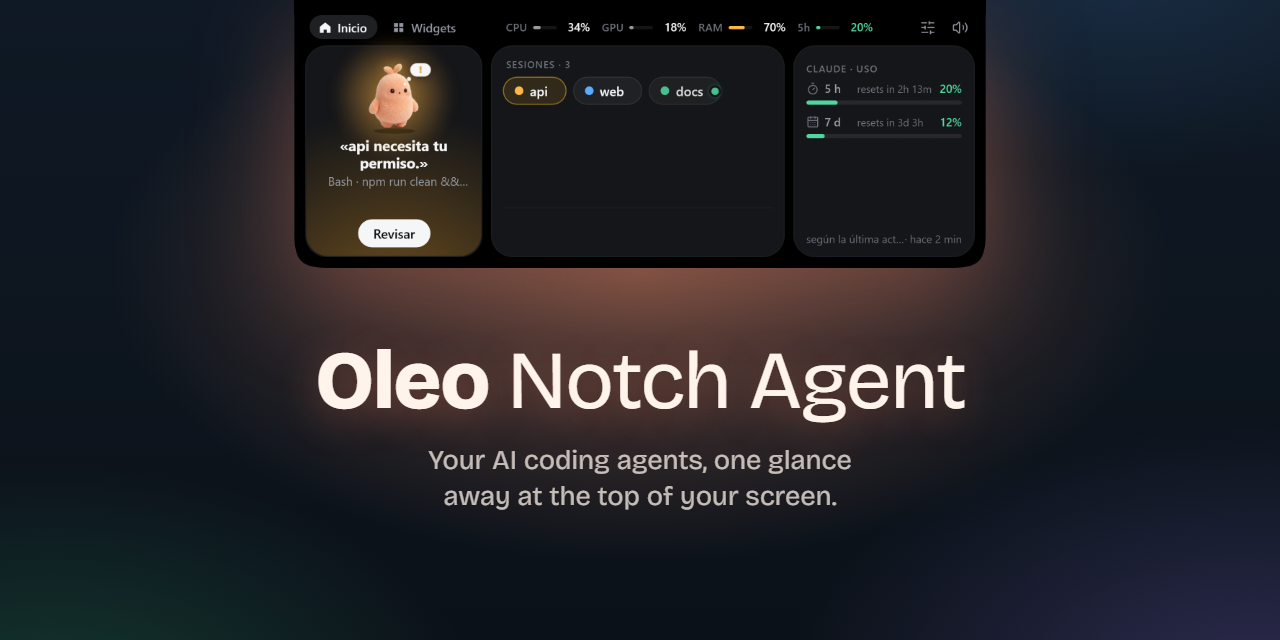 Inicio
Widgets
CPU 34% GPU 18% RAM 70% 5h 20%
!
«api necesita tu
permiso.»
Bash · npm run clean &&...
Revisar
SESIONES · 3
api
web
docs
CLAUDE · USO
5 h resets in 2h 13m 20%
7 d resets in 3d 3h 12%
según la última act...· hace 2 min
Oleo Notch Agent
Your AI coding agents, one glance
away at the top of your screen.